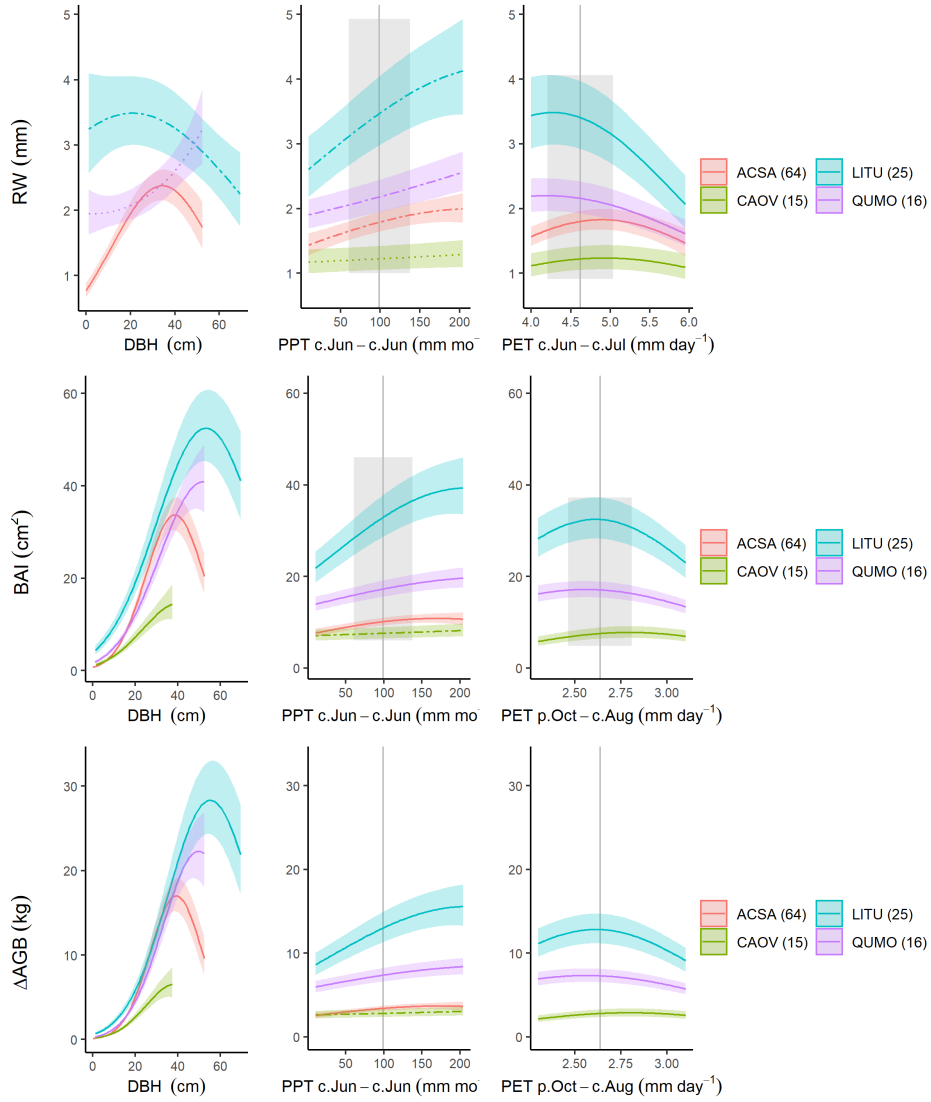 RW (mm)
5
4
3
2
1
0 20 40 60
DBH (cm)
5
4
3
2
1
50 100 150 200
PPT c.Jun – c.Jun (mm mo⁻
5
4
3
2
1
4.0 4.5 5.0 5.5 6.0
PET c.Jun – c.Jul (mm day⁻¹)
ACSA (64) LITU (25)
CAOV (15) QUMO (16)
BAI (cm²)
60
40
20
0
0 20 40 60
DBH (cm)
60
40
20
0
50 100 150 200
PPT c.Jun – c.Jun (mm mo⁻
60
40
20
0
2.50 2.75 3.00
PET p.Oct – c.Aug (mm day⁻¹)
ACSA (64) LITU (25)
CAOV (15) QUMO (16)
ΔAGB (kg)
30
20
10
0
0 20 40 60
DBH (cm)
30
20
10
0
50 100 150 200
PPT c.Jun – c.Jun (mm mo⁻
30
20
10
0
2.50 2.75 3.00
PET p.Oct – c.Aug (mm day⁻¹)
ACSA (64) LITU (25)
CAOV (15) QUMO (16)